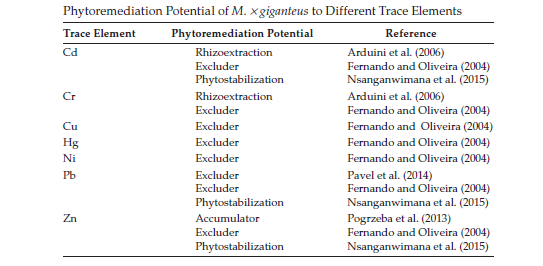 Phytoremediation Potential of M. ×giganteus to Different Trace Elements
Trace Element Phytoremediation Potential Reference
Cd Rhizoextraction Arduini et al. (2006)
Excluder Fernando and Oliveira (2004)
Phytostabilization Nsanganwimana et al. (2015)
Cr Rhizoextraction Arduini et al. (2006)
Excluder Fernando and Oliveira (2004)
Cu Excluder Fernando and Oliveira (2004)
Hg Excluder Fernando and Oliveira (2004)
Ni Excluder Fernando and Oliveira (2004)
Pb Excluder Pavel et al. (2014)
Excluder Fernando and Oliveira (2004)
Phytostabilization Nsanganwimana et al. (2015)
Zn Accumulator Pogrzeba et al. (2013)
Excluder Fernando and Oliveira (2004)
Phytostabilization Nsanganwimana et al. (2015)